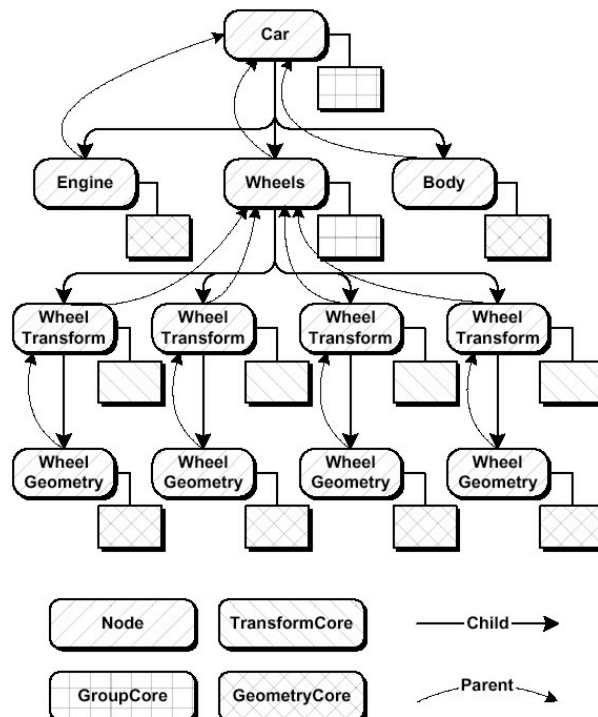 Car
Engine
Wheels
Body
Wheel
Transform
Wheel
Transform
Wheel
Transform
Wheel
Transform
Wheel
Geometry
Wheel
Geometry
Wheel
Geometry
Wheel
Geometry
Node
TransformCore
Child
GroupCore
GeometryCore
Parent